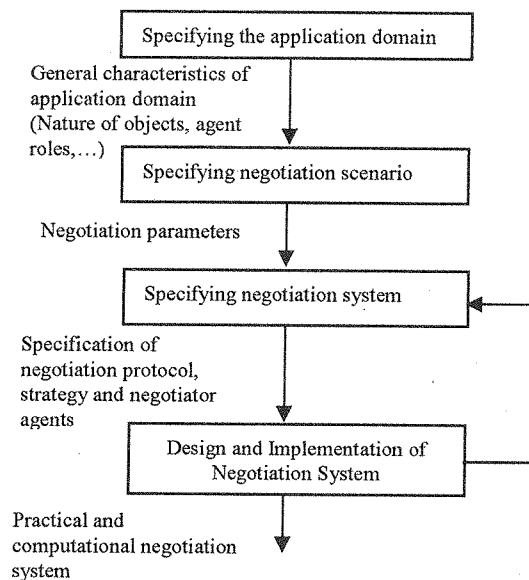 Specifying the application domain
General characteristics of
application domain
(Nature of objects, agent
roles,…)
Specifying negotiation scenario
Negotiation parameters
Specifying negotiation system
Specification of
negotiation protocol,
strategy and negotiator
agents
Design and Implementation of
Negotiation System
Practical and
computational negotiation
system